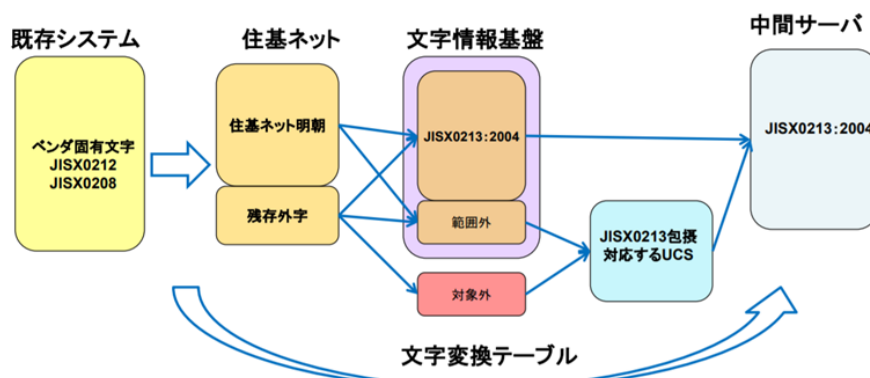 既存システム
住基ネット
文字情報基盤
中間サーバ
ベンダ固有文字
JISX0212
JISX0208
住基ネット明朝
残存外字
JISX0213:2004
範囲外
対象外
JISX0213包摂
対応するUCS
JISX0213:2004
文字変換テーブル